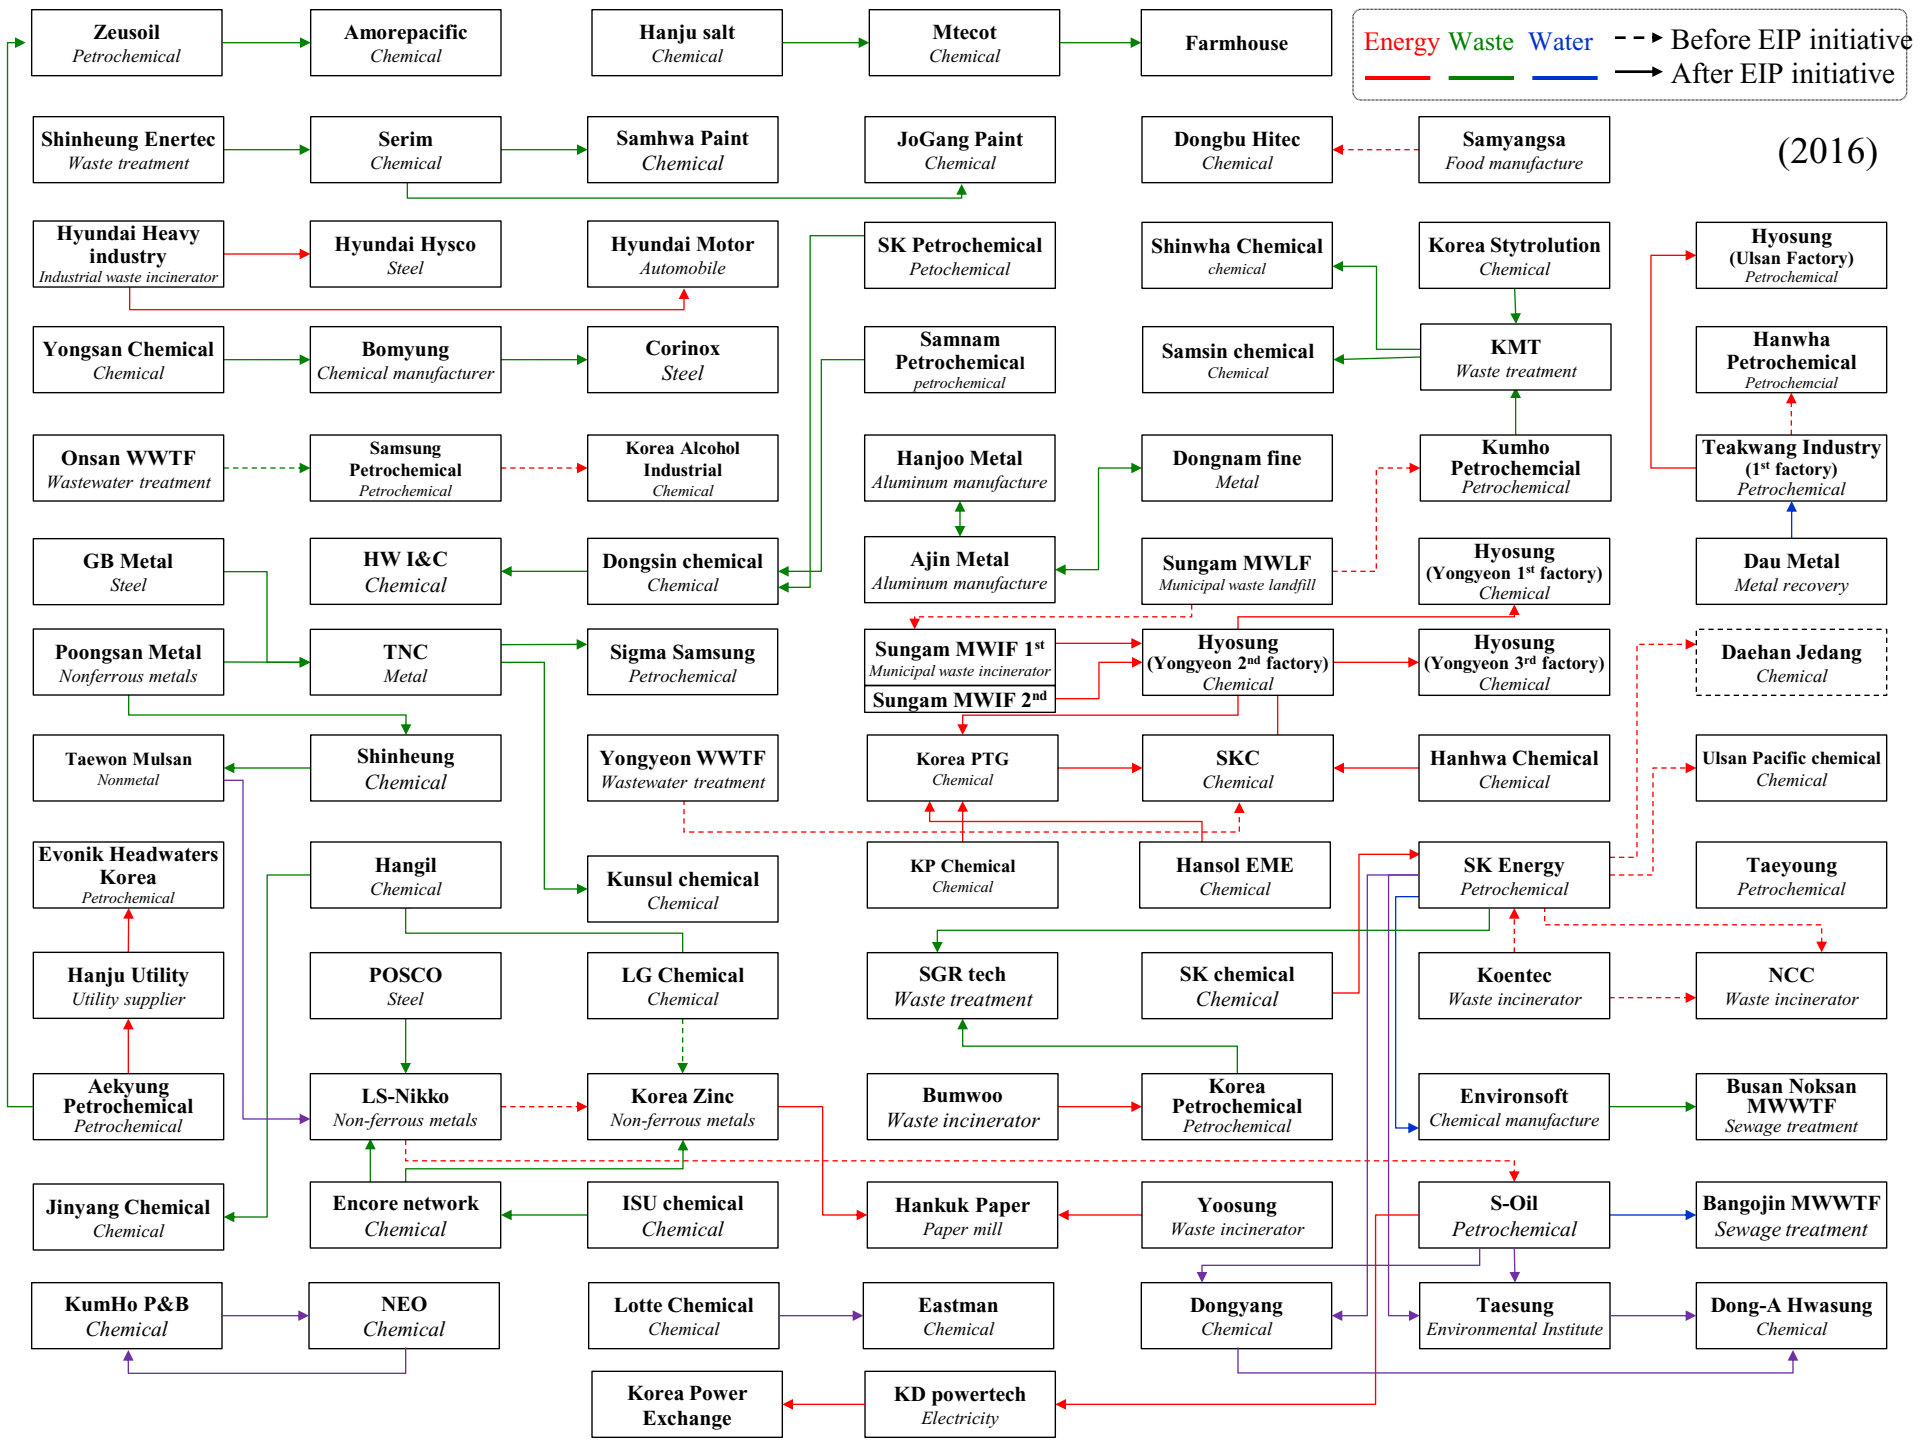 Zeusoil
Petrochemical
Amorepacific
Chemical
Hanju salt
Chemical
Mtecot
Chemical
Farmhouse
Energy Waste Water
Before EIP initiative
After EIP initiative
(2016)
Shinheung Enertec
Waste treatment
Serim
Chemical
Samhwa Paint
Chemical
JoGang Paint
Chemical
Dongbu Hitec
Chemical
Samyangsa
Food manufacture
Hyundai Heavy
industry
Industrial waste incinerator
Hyundai Hysco
Steel
Hyundai Motor
Automobile
SK Petrochemical
Petochemical
Shinwha Chemical
chemical
Korea Stytrolution
Chemical
Hyosung
(Ulsan Factory)
Petrochemical
Yongsan Chemical
Chemical
Bomyung
Chemical manufacturer
Corinox
Steel
Samnam
Petrochemical
petrochemical
Samsin chemical
Chemical
KMT
Waste treatment
Hanwha
Petrochemical
Petrochemcial
Onsan WWTF
Wastewater treatment
Samsung
Petrochemical
Petrochemical
Korea Alcohol
Industrial
Chemical
Hanjoo Metal
Aluminum manufacture
Dongnam fine
Metal
Kumho
Petrochemcial
Petrochemical
Teakwang Industry
(1st factory)
Petrochemical
GB Metal
Steel
HW I&C
Chemical
Dongsin chemical
Chemical
Ajin Metal
Aluminum manufacture
Sungam MWLF
Municipal waste landfill
Hyosung
(Yongyeon 1st factory)
Chemical
Dau Metal
Metal recovery
Poongsan Metal
Nonferrous metals
TNC
Metal
Sigma Samsung
Petrochemical
Sungam MWIF 1st
Municipal waste incinerator
Sungam MWIF 2nd
Hyosung
(Yongyeon 2nd factory)
Chemical
Hyosung
(Yongyeon 3rd factory)
Chemical
Daehan Jedang
Chemical
Taewon Mulsan
Nonmetal
Shinheung
Chemical
Yongyeon WWTF
Wastewater treatment
Korea PTG
Chemical
SKC
Chemical
Hanhwa Chemical
Chemical
Ulsan Pacific chemical
Chemical
Evonik Headwaters
Korea
Petrochemical
Hangil
Chemical
Kunsul chemical
Chemical
KP Chemical
Chemical
Hansol EME
Chemical
SK Energy
Petrochemical
Taeyoung
Petrochemical
Hanju Utility
Utility supplier
POSCO
Steel
LG Chemical
Chemical
SGR tech
Waste treatment
SK chemical
Chemical
Koentec
Waste incinerator
NCC
Waste incinerator
Aekyung
Petrochemical
Petrochemical
LS-Nikko
Non-ferrous metals
Korea Zinc
Non-ferrous metals
Bumwoo
Waste incinerator
Korea
Petrochemical
Petrochemical
Environsoft
Chemical manufacture
Busan Noksan
MWWTF
Sewage treatment
Jinyang Chemical
Chemical
Encore network
Chemical
ISU chemical
Chemical
Hankuk Paper
Paper mill
Yoosung
Waste incinerator
S-Oil
Petrochemical
Bangojin MWWTF
Sewage treatment
KumHo P&B
Chemical
NEO
Chemical
Lotte Chemical
Chemical
Eastman
Chemical
Dongyang
Chemical
Taesung
Environmental Institute
Dong-A Hwasung
Chemical
Korea Power
Exchange
KD powertech
Electricity